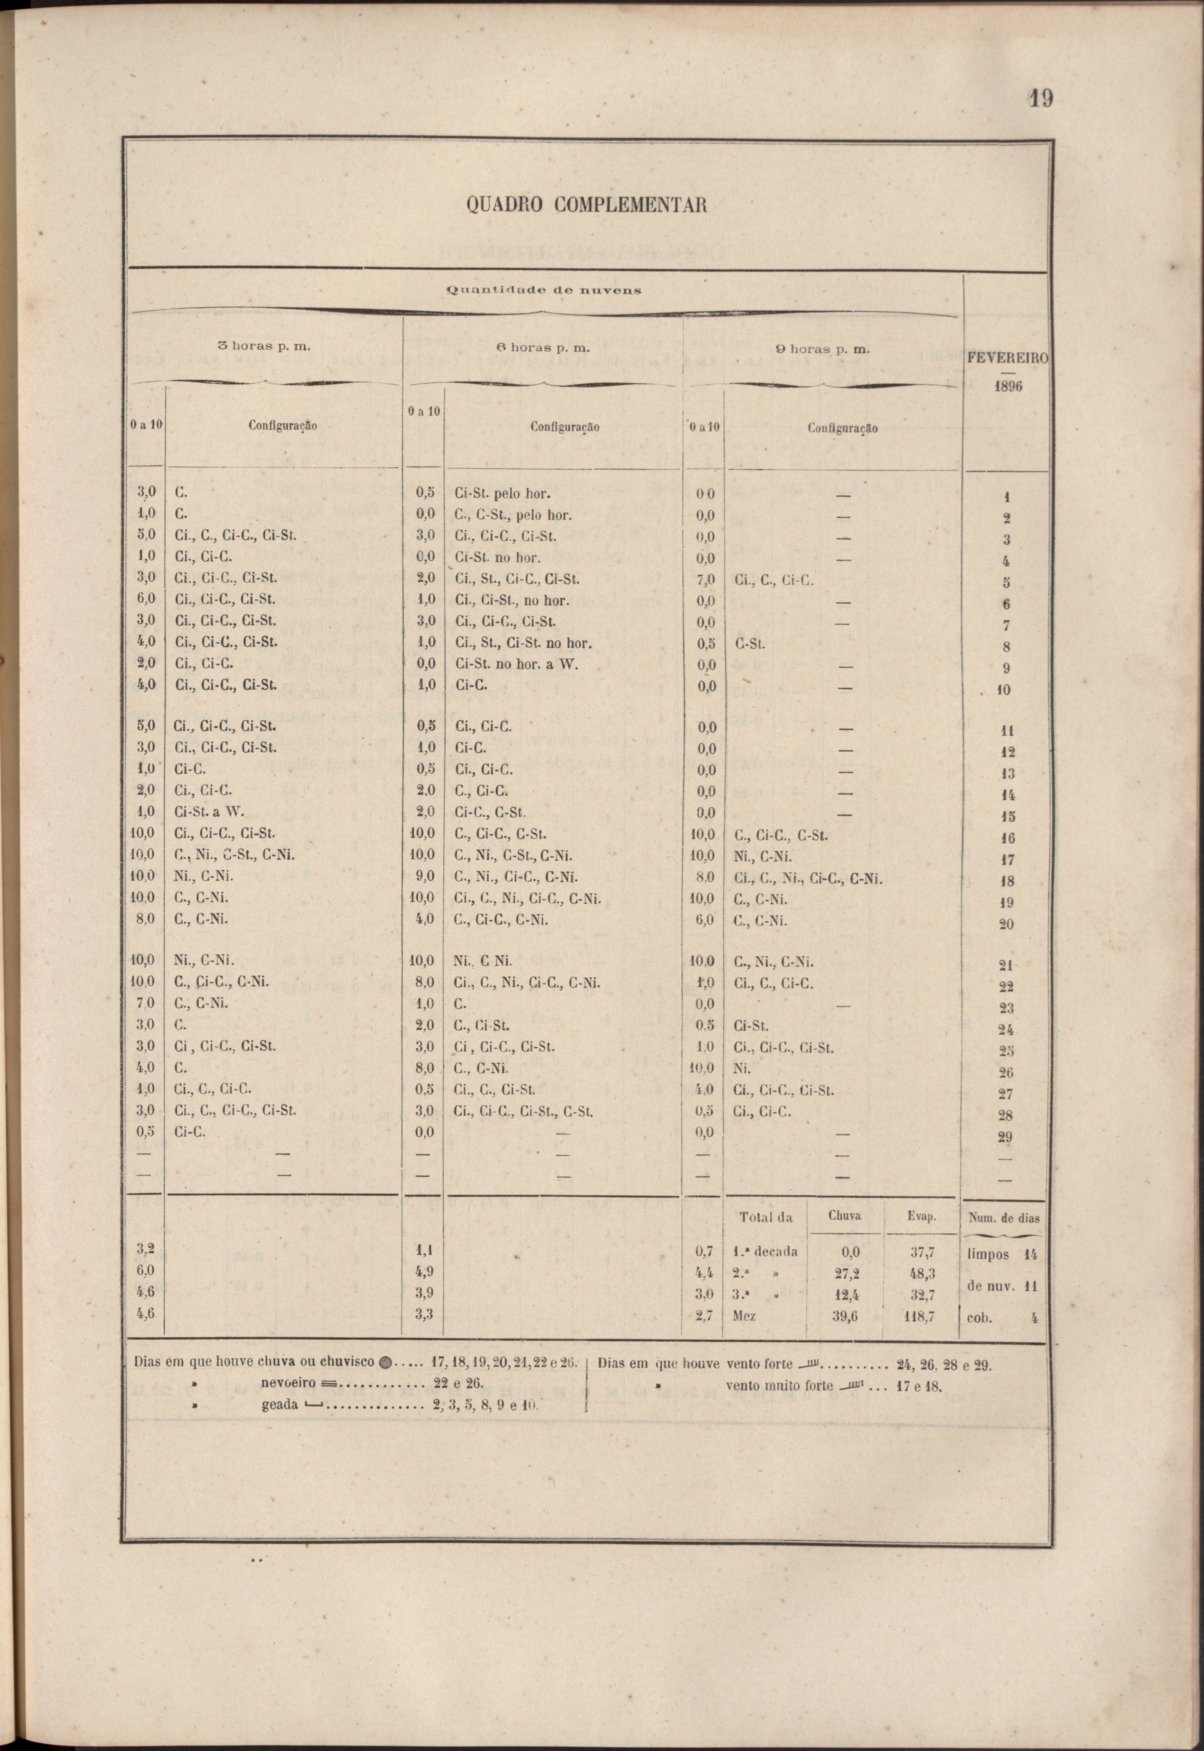 19
QUADRO COMPLEMENTAR
Quantidade de nuvens
3 horas p. m. 6 horas p. m. 9 horas p. m. FEVEREIRO
1896
0 a 10 Configuração 0 a 10 Configuração 0 a 10 Configuração
3,0 C. 0,5 Ci-St. pelo hor. 0 0 — 1
1,0 C. 0,0 C., C-St., pelo hor. 0,0 — 2
5,0 Ci., C., Ci-C., Ci-St. 3,0 Ci., Ci-C., Ci-St. 0,0 — 3
1,0 Ci., Ci-C. 0,0 Ci-St. no hor. 0,0 — 4
3,0 Ci., Ci-C., Ci-St. 2,0 Ci., St., Ci-C., Ci-St. 7,0 Ci., C., Ci-C. 5
6,0 Ci., Ci-C., Ci-St. 1,0 Ci., Ci-St., no hor. 0,0 — 6
3,0 Ci., Ci-C., Ci-St. 3,0 Ci., Ci-C., Ci-St. 0,0 — 7
4,0 Ci., Ci-C., Ci-St. 1,0 Ci., St., Ci-St. no hor. 0,5 C-St. 8
2,0 Ci., Ci-C. 0,0 Ci-St. no hor. a W. 0,0 — 9
4,0 Ci., Ci-C., Ci-St. 1,0 Ci-C. 0,0 — 10
5,0 Ci., Ci-C., Ci-St. 0,5 Ci., Ci-C. 0,0 — 11
3,0 Ci., Ci-C., Ci-St. 1,0 Ci-C. 0,0 — 12
1,0 Ci-C. 0,5 Ci., Ci-C. 0,0 — 13
2,0 Ci., Ci-C. 2.0 C., Ci-C. 0,0 — 14
1,0 Ci-St. a W. 2,0 Ci-C., C-St. 0,0 — 15
10,0 Ci., Ci-C., Ci-St. 10,0 C., Ci-C., C-St. 10,0 C., Ci-C., C-St. 16
10,0 C., Ni., C-St., C-Ni. 10,0 C., Ni., C-St., C-Ni. 10,0 Ni., C-Ni. 17
10,0 Ni., C-Ni. 9,0 C., Ni., Ci-C., C-Ni. 8.0 Ci., C., Ni., Ci-C., C-Ni. 18
10.0 C., C-Ni. 10,0 Ci., C., Ni., Ci-C., C-Ni. 10,0 C., C-Ni. 19
8,0 C., C-Ni. 4,0 C., Ci-C., C-Ni. 6,0 C., C-Ni. 20
10,0 Ni., C-Ni. 10,0 Ni., C Ni. 10,0 C., Ni., C-Ni. 21
10.0 C., Ci-C., C-Ni. 8,0 Ci., C., Ni., Ci-C., C-Ni. 1,0 Ci., C., Ci-C. 22
7 0 C., C-Ni. 1,0 C. 0,0 — 23
3,0 C. 2,0 C., Ci-St. 0.5 Ci-St. 24
3,0 Ci , Ci-C., Ci-St. 3,0 Ci , Ci-C., Ci-St. 1,0 Ci., Ci-C., Ci-St. 25
4,0 C. 8,0 C., C-Ni. 10,0 Ni. 26
1,0 Ci., C., Ci-C. 0,5 Ci., C., Ci-St. 4.0 Ci., Ci-C., Ci-St. 27
3,0 Ci., C., Ci-C., Ci-St. 3,0 Ci., Ci-C., Ci-St., C-St. 0,5 Ci., Ci-C. 28
0,5 Ci-C. 0,0 — 0,0 — 29
— — — — — — —
— — — — — — —
Total da Chuva Evap. Num. de dias
3,2 1,1 0,7 1.ª decada 0,0 37,7 limpos 14
6,0 4,9 4,4 2.ª » 27,2 48,3
de nuv. 11
4,6 3,9 3,0 3.ª » 12,4 32,7
4,6 3,3 2,7 Mez 39,6 118,7 cob. 4
Dias em que houve chuva ou chuvisco ..... 17, 18, 19, 20, 21, 22 e 26. Dias em que houve vento forte .......... 24, 26, 28 e 29.
» nevoeiro ............ 22 e 26. » vento muito forte ... 17 e 18.
» geada .............. 2, 3, 5, 8, 9 e 10.